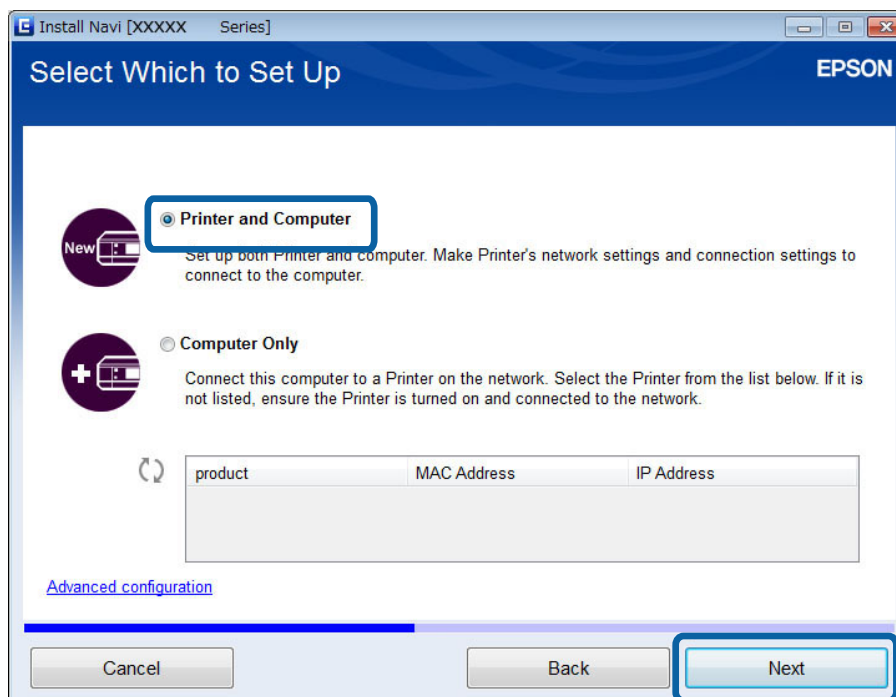 Install Navi [XXXXX Series]
Select Which to Set Up
EPSON
New
Printer and Computer
Set up both Printer and computer. Make Printer's network settings and connection settings to
connect to the computer.
Computer Only
Connect this computer to a Printer on the network. Select the Printer from the list below. If it is
not listed, ensure the Printer is turned on and connected to the network.
product MAC Address IP Address
Advanced configuration
Cancel Back Next